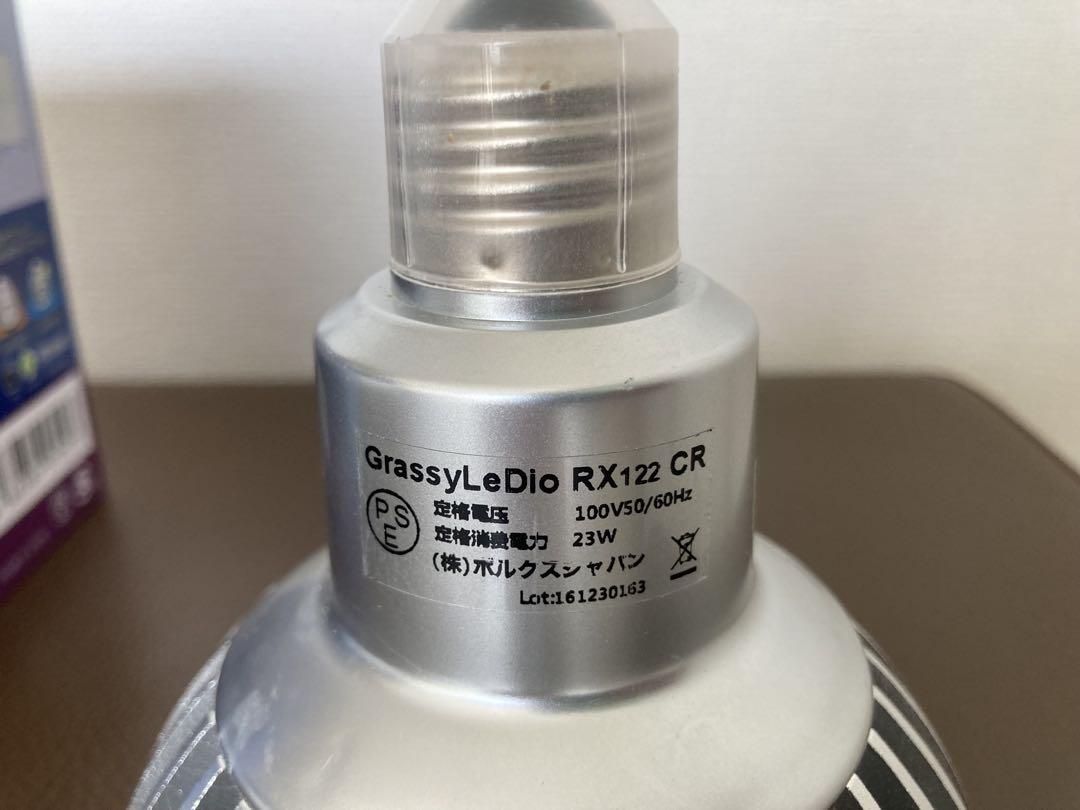 GrassyLeDio RX122 CR
PSE
定格電圧 100V50/60Hz
定格消費電力 23W
(株)ボルクスジャパン
Lot:161230163